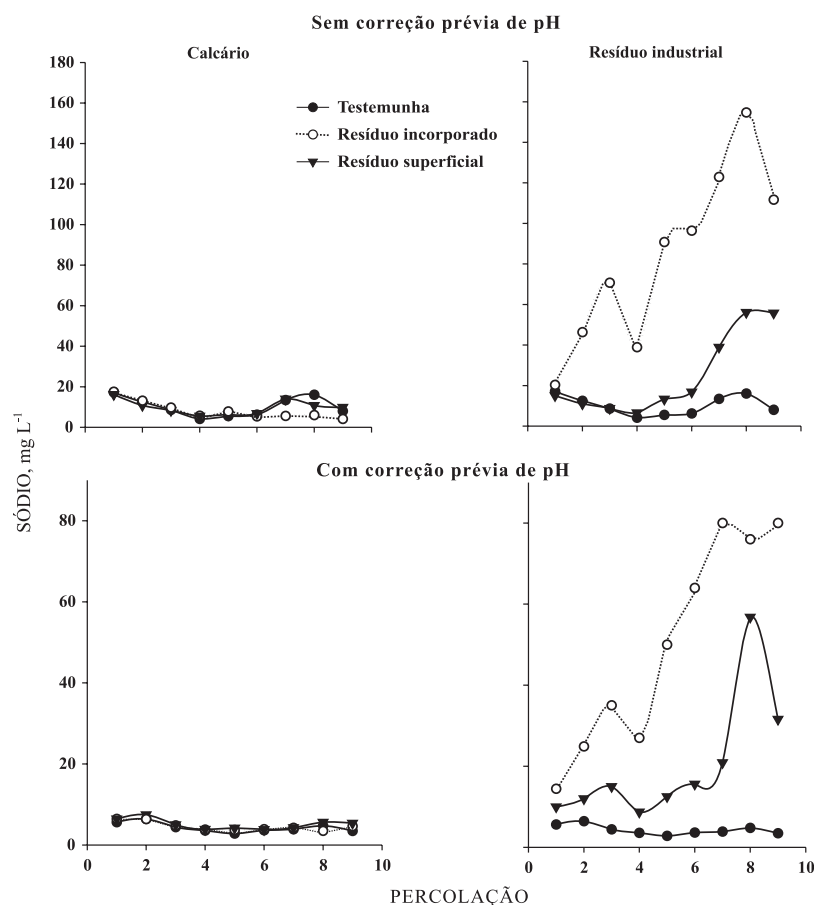 Sem correção prévia de pH
Calcário
Resíduo industrial
180
160
140
120
100
80
60
40
20
0
Testemunha
Resíduo incorporado
Resíduo superficial
SÓDIO, mg L⁻¹
Com correção prévia de pH
80
60
40
20
0
0 2 4 6 8 10
0 2 4 6 8 10
PERCOLAÇÃO